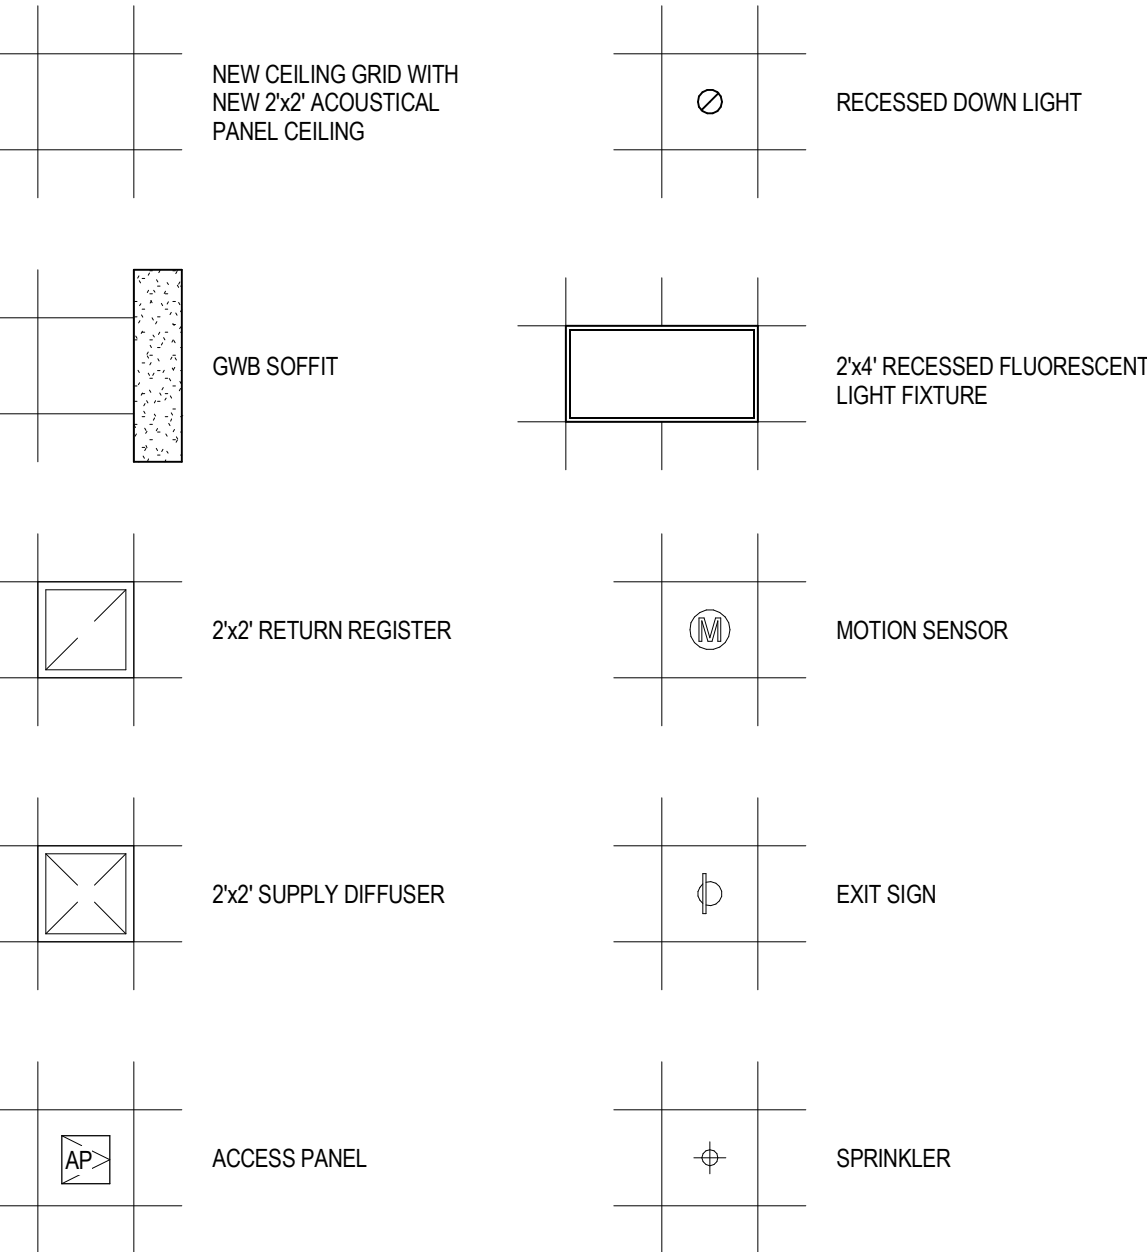 NEW CEILING GRID WITH
NEW 2'x2' ACOUSTICAL
PANEL CEILING
RECESSED DOWN LIGHT
GWB SOFFIT
2'x4' RECESSED FLUORESCENT
LIGHT FIXTURE
2'x2' RETURN REGISTER
M
MOTION SENSOR
2'x2' SUPPLY DIFFUSER
EXIT SIGN
AP
ACCESS PANEL
SPRINKLER